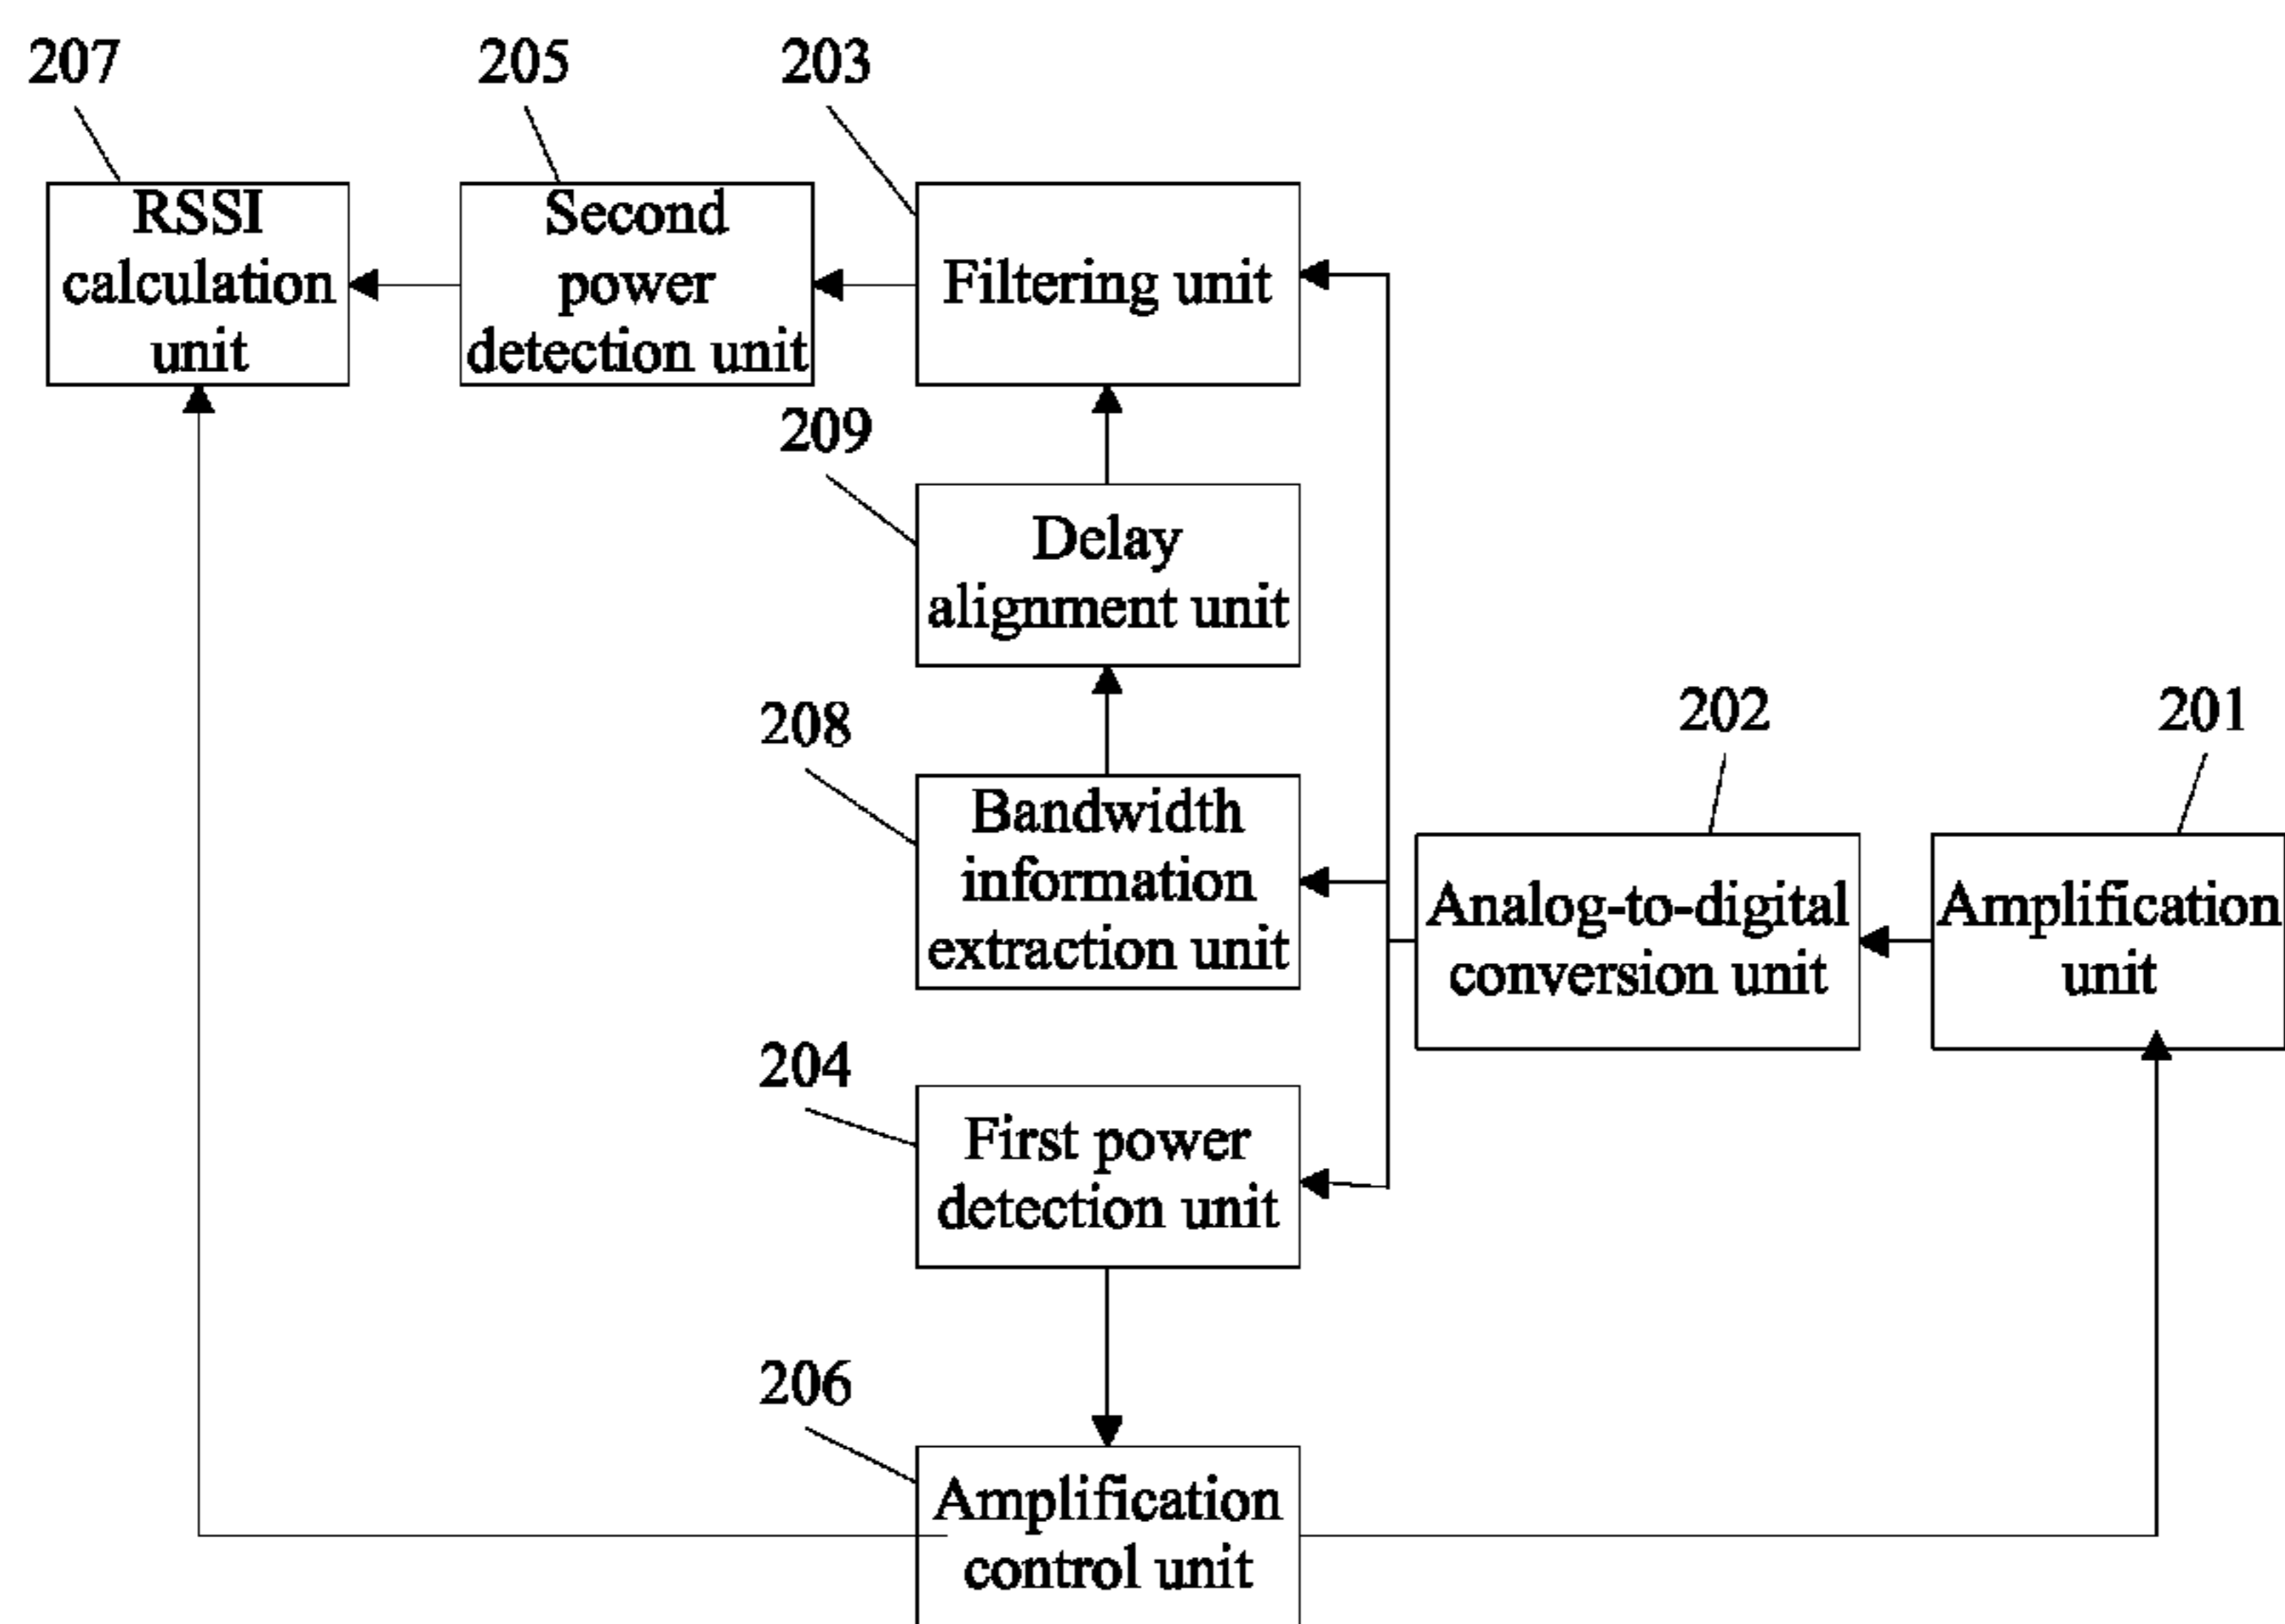 207
205
203
RSSI
calculation
unit
Second
power
detection unit
Filtering unit
209
Delay
alignment unit
208
Bandwidth
information
extraction unit
202
201
Analog-to-digital
conversion unit
Amplification
unit
204
First power
detection unit
206
Amplification
control unit